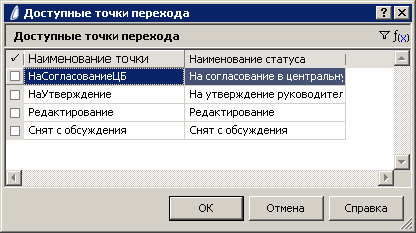 Доступные точки перехода
Доступные точки перехода f(x)
Наименование точки Наименование статуса
НаСогласованиеЦБ На согласование в центральну
НаУтверждение На утверждение руководител
Редактирование Редактирование
Снят с обсуждения Снят с обсуждения
ОК Отмена Справка